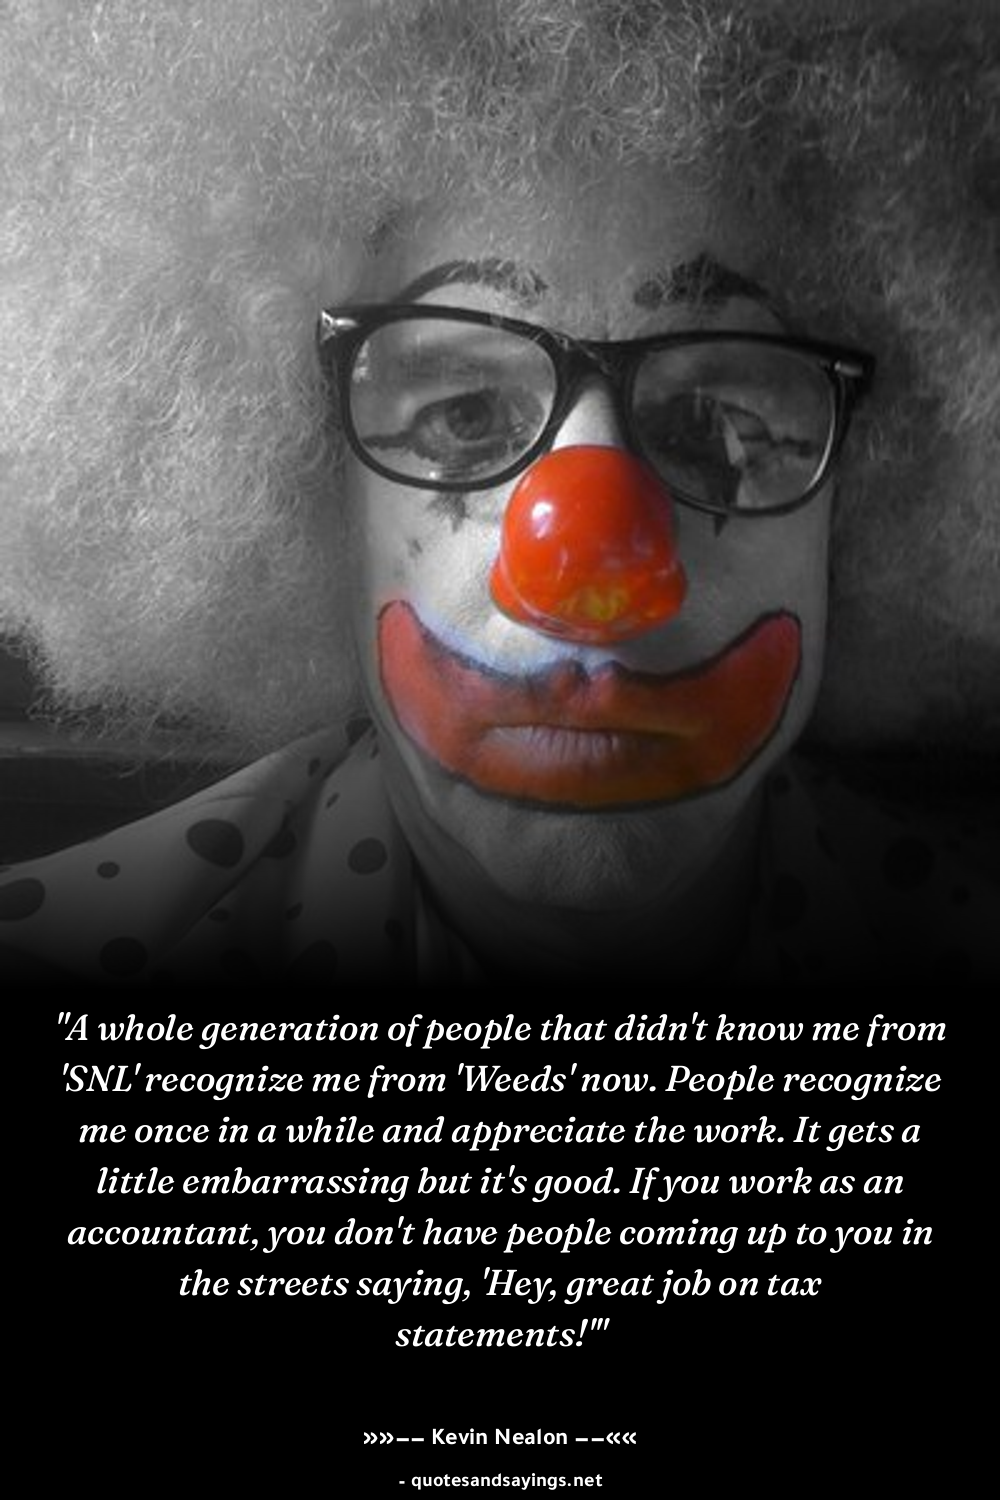 "A whole generation of people that didn't know me from
'SNL' recognize me from 'Weeds' now. People recognize
me once in a while and appreciate the work. It gets a
little embarrassing but it's good. If you work as an
accountant, you don't have people coming up to you in
the streets saying, 'Hey, great job on tax
statements!'"
»»–– Kevin Nealon ––««
- quotesandsayings.net